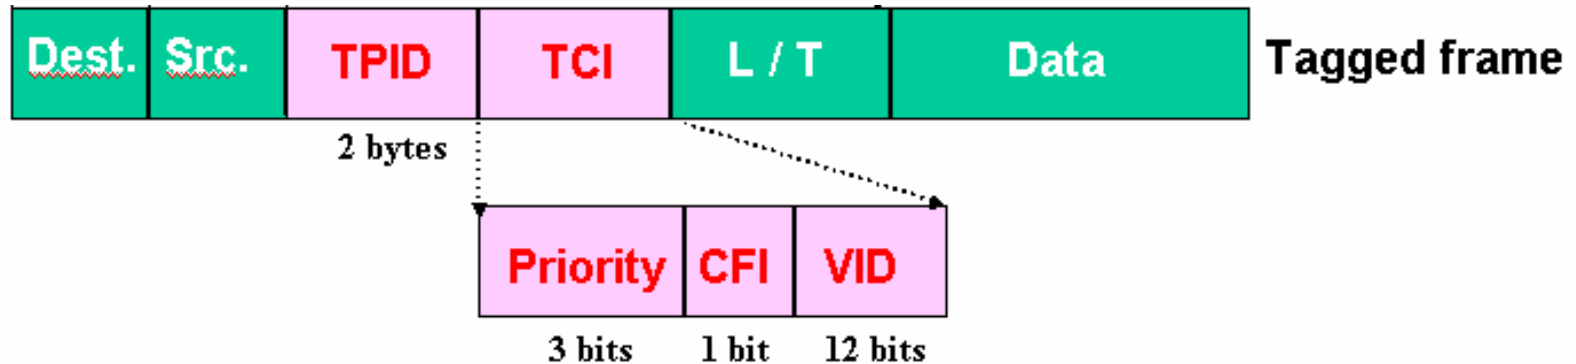 Dest. Src. TPID TCI L / T Data Tagged frame
2 bytes
Priority CFI VID
3 bits 1 bit 12 bits